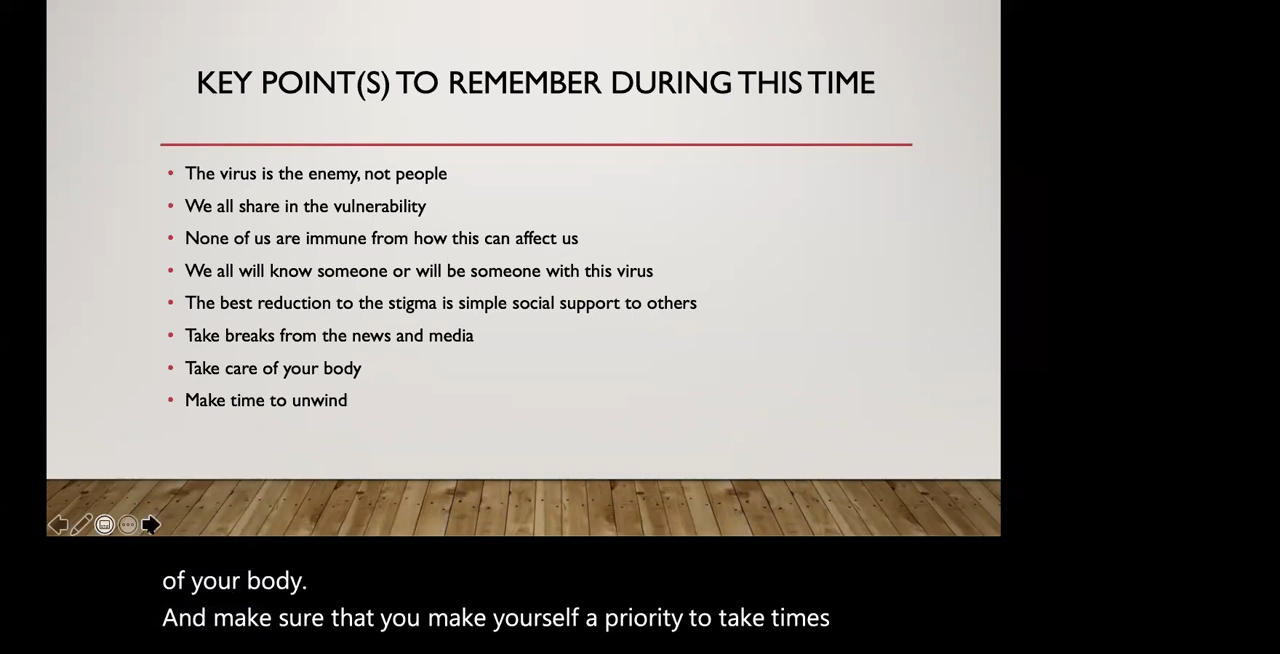 KEY POINT(S) TO REMEMBER DURING THIS TIME
• The virus is the enemy, not people
• We all share in the vulnerability
• None of us are immune from how this can affect us
• We all will know someone or will be someone with this virus
• The best reduction to the stigma is simple social support to others
• Take breaks from the news and media
• Take care of your body
• Make time to unwind
of your body.
And make sure that you make yourself a priority to take times